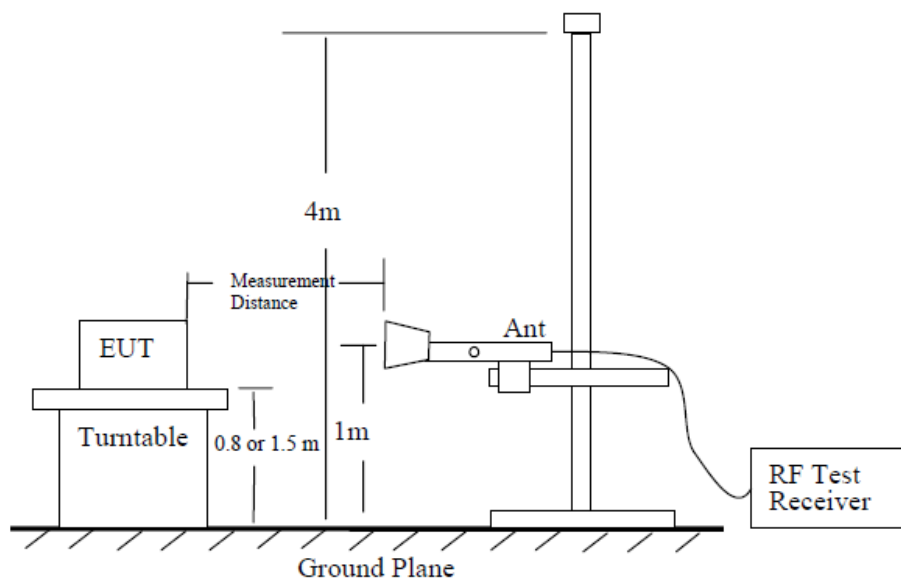 4m
Measurement
Distance
EUT
Ant
Turntable
0.8 or 1.5 m
1m
RF Test
Receiver
Ground Plane